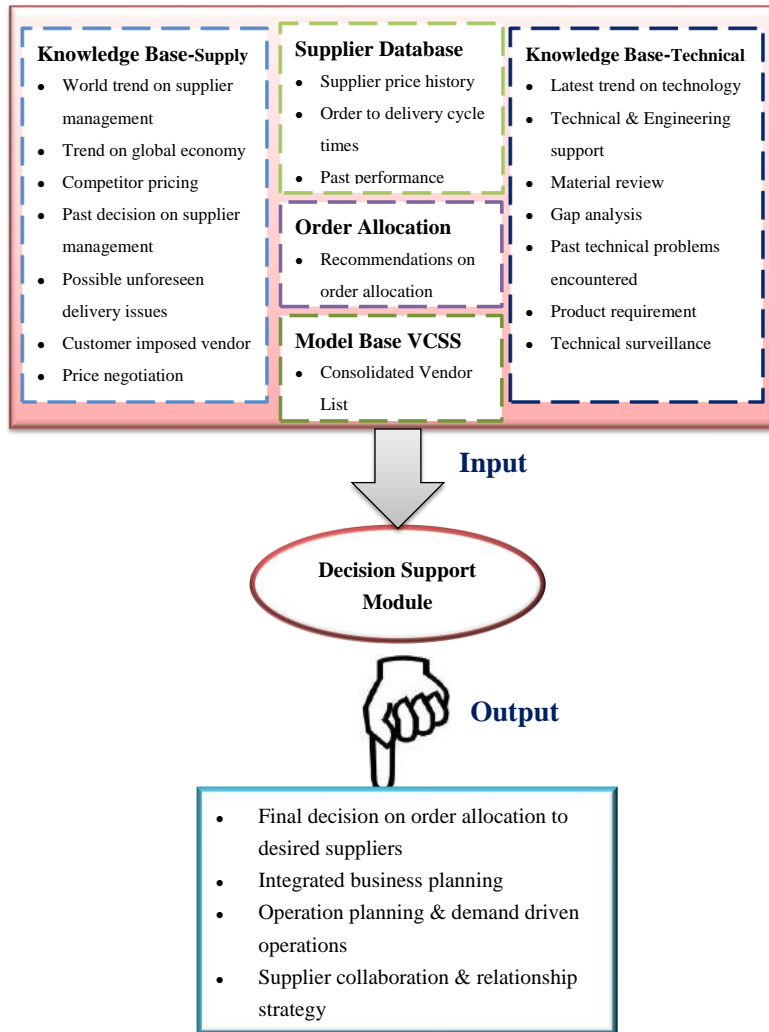 Knowledge Base-Supply
● World trend on supplier
management
● Trend on global economy
● Competitor pricing
● Past decision on supplier
management
● Possible unforeseen
delivery issues
● Customer imposed vendor
● Price negotiation
Supplier Database
● Supplier price history
● Order to delivery cycle
times
● Past performance
Order Allocation
● Recommendations on
order allocation
Model Base VCSS
● Consolidated Vendor
List
Knowledge Base-Technical
● Latest trend on technology
● Technical & Engineering
support
● Material review
● Gap analysis
● Past technical problems
encountered
● Product requirement
● Technical surveillance
Input
Decision Support
Module
Output
● Final decision on order allocation to
desired suppliers
● Integrated business planning
● Operation planning & demand driven
operations
● Supplier collaboration & relationship
strategy